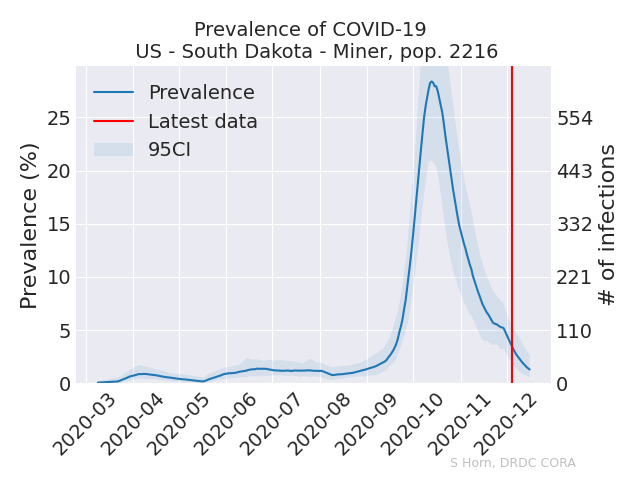 Prevalence of COVID-19
US - South Dakota - Miner, pop. 2216
Prevalence
Latest data
95CI
Prevalence (%)
25
20
15
10
5
0
554
443
332
221
110
0
# of infections
2020-03
2020-04
2020-05
2020-06
2020-07
2020-08
2020-09
2020-10
2020-11
2020-12
S Horn, DRDC CORA